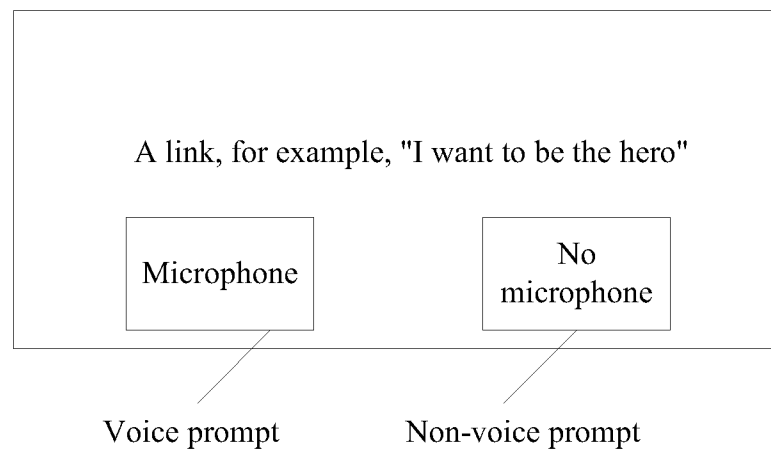 A link, for example, "I want to be the hero"
Microphone
No
microphone
Voice prompt
Non-voice prompt